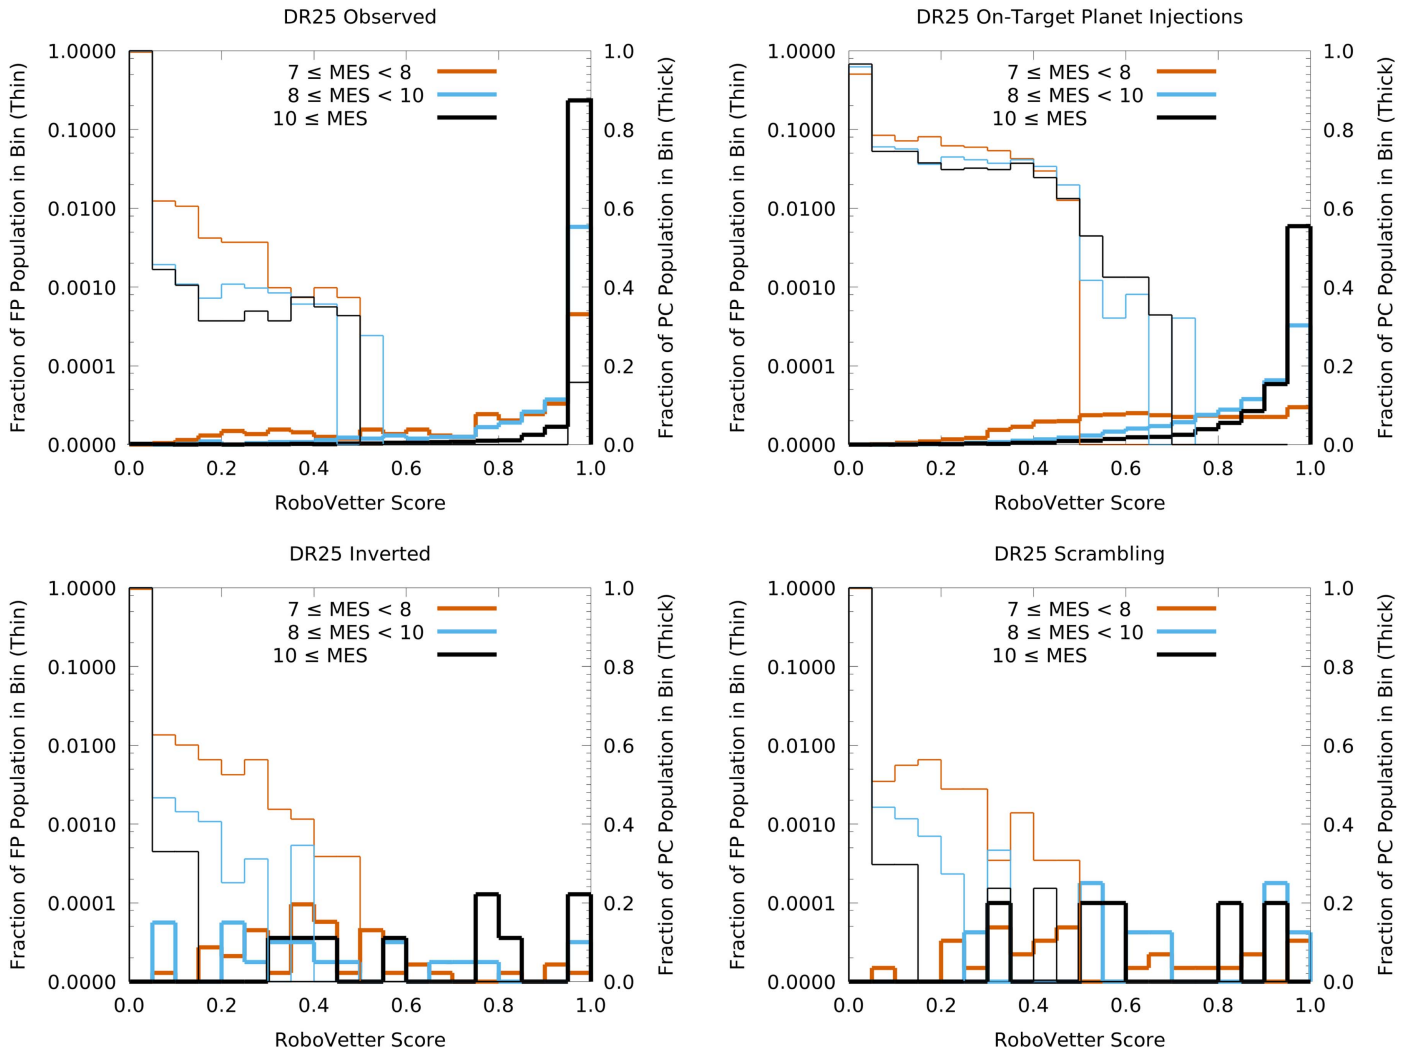 DR25 Observed
Fraction of FP Population in Bin (Thin)
1.0000
0.1000
0.0100
0.0010
0.0001
0.0000
7 ≤ MES < 8
8 ≤ MES < 10
10 ≤ MES
1.0
0.8
0.6
0.4
0.2
0.0
Fraction of PC Population in Bin (Thick)
0.0 0.2 0.4 0.6 0.8 1.0
RoboVetter Score
DR25 On-Target Planet Injections
Fraction of FP Population in Bin (Thin)
1.0000
0.1000
0.0100
0.0010
0.0001
0.0000
7 ≤ MES < 8
8 ≤ MES < 10
10 ≤ MES
1.0
0.8
0.6
0.4
0.2
0.0
Fraction of PC Population in Bin (Thick)
0.0 0.2 0.4 0.6 0.8 1.0
RoboVetter Score
DR25 Inverted
Fraction of FP Population in Bin (Thin)
1.0000
0.1000
0.0100
0.0010
0.0001
0.0000
7 ≤ MES < 8
8 ≤ MES < 10
10 ≤ MES
1.0
0.8
0.6
0.4
0.2
0.0
Fraction of PC Population in Bin (Thick)
0.0 0.2 0.4 0.6 0.8 1.0
RoboVetter Score
DR25 Scrambling
Fraction of FP Population in Bin (Thin)
1.0000
0.1000
0.0100
0.0010
0.0001
0.0000
7 ≤ MES < 8
8 ≤ MES < 10
10 ≤ MES
1.0
0.8
0.6
0.4
0.2
0.0
Fraction of PC Population in Bin (Thick)
0.0 0.2 0.4 0.6 0.8 1.0
RoboVetter Score